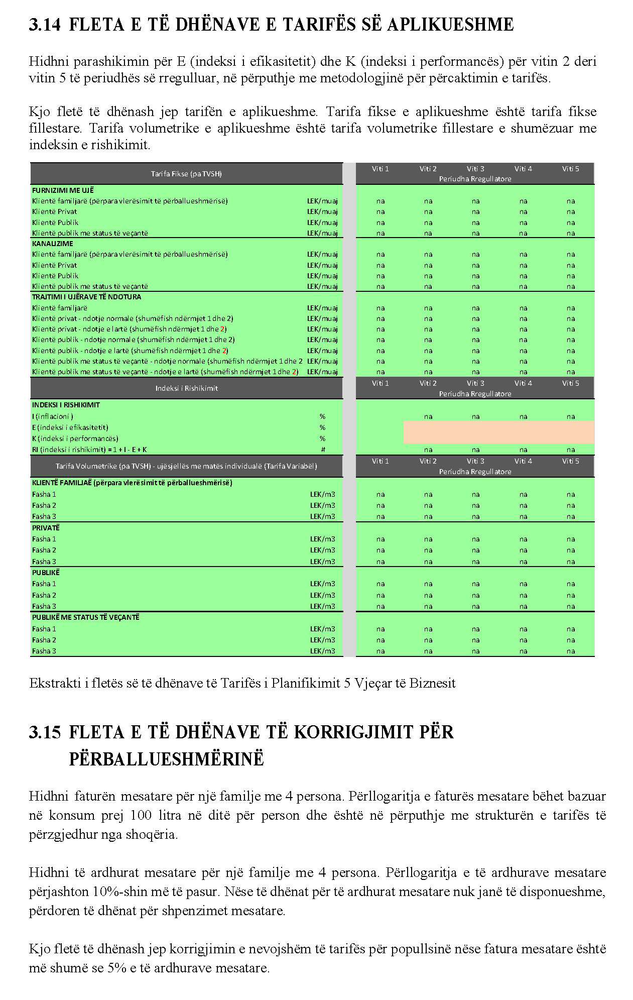 3.14 FLETA E TË DHËNAVE E TARIFËS SË APLIKUESHME
Hidhni parashikimin për E (indeksi i efikasitetit) dhe K (indeksi i performancës) për vitin 2 deri
vitin 5 të periudhës së rregulluar, në përputhje me metodologjinë për përcaktimin e tarifës.
Kjo fletë të dhënash jep tarifën e aplikueshme. Tarifa fikse e aplikueshme është tarifa fikse
fillestare. Tarifa volumetrike e aplikueshme është tarifa volumetrike fillestare e shumëzuar me
indeksin e rishikimit.
Tarifa Fikse (pa TVSH) Viti 1 Viti 2 Viti 3 Viti 4 Viti 5
Periudha Rregullatore
FURNIZIMI ME UJË
Klientë familjarë (përpara vlerësimit të përballueshmërisë) LEK/muaj na na na na na
Klientë Privat LEK/muaj na na na na na
Klientë Publik LEK/muaj na na na na na
Klientë publik me status të veçantë LEK/muaj na na na na na
KANALIZIME
Klientë familjarë (përpara vlerësimit të përballueshmërisë) LEK/muaj na na na na na
Klientë Privat LEK/muaj na na na na na
Klientë Publik LEK/muaj na na na na na
Klientë publik me status të veçantë LEK/muaj na na na na na
TRAJTIMI I UJËRAVE TË NDOTURA
Klientë familjarë LEK/muaj na na na na na
Klientë privat - ndotje normale (shumëfish ndërmjet 1 dhe 2) LEK/muaj na na na na na
Klientë privat - ndotje e lartë (shumëfish ndërmjet 1 dhe 2) LEK/muaj na na na na na
Klientë publik - ndotje normale (shumëfish ndërmjet 1 dhe 2) LEK/muaj na na na na na
Klientë publik - ndotje e lartë (shumëfish ndërmjet 1 dhe 2) LEK/muaj na na na na na
Klientë publik me status të veçantë - ndotje normale (shumëfish ndërmjet 1 dhe 2 LEK/muaj na na na na na
Klientë publik me status të veçantë - ndotje e lartë (shumëfish ndërmjet 1 dhe 2) LEK/muaj na na na na na
Indeksi i Rishikimit Viti 1 Viti 2 Viti 3 Viti 4 Viti 5
Periudha Rregullatore
INDEKSI I RISHIKIMIT
I (inflacioni ) % na na na na
E (indeksi i efikasitetit) %
K (indeksi i performancës) %
RI (indeksi i rishikimit) = 1 + I - E + K # na na na na
Tarifa Volumetrike (pa TVSH) - ujësjellës me matës individualë (Tarifa Variabël) Viti 1 Viti 2 Viti 3 Viti 4 Viti 5
Periudha Rregullatore
KLIENTË FAMILJAË (përpara vlerësimit të përballueshmërisë)
Fasha 1 LEK/m3 na na na na na
Fasha 2 LEK/m3 na na na na na
Fasha 3 LEK/m3 na na na na na
PRIVATË
Fasha 1 LEK/m3 na na na na na
Fasha 2 LEK/m3 na na na na na
Fasha 3 LEK/m3 na na na na na
PUBLIKË
Fasha 1 LEK/m3 na na na na na
Fasha 2 LEK/m3 na na na na na
Fasha 3 LEK/m3 na na na na na
PUBLIKË ME STATUS TË VEÇANTË
Fasha 1 LEK/m3 na na na na na
Fasha 2 LEK/m3 na na na na na
Fasha 3 LEK/m3 na na na na na
Ekstrakti i fletës së të dhënave të Tarifës i Planifikimit 5 Vjeçar të Biznesit
3.15 FLETA E TË DHËNAVE TË KORRIGJIMIT PËR
PËRBALLUESHMËRINË
Hidhni faturën mesatare për një familje me 4 persona. Përllogaritja e faturës mesatare bëhet bazuar
në konsum prej 100 litra në ditë për person dhe është në përputhje me strukturën e tarifës të
përzgjedhur nga shoqëria.
Hidhni të ardhurat mesatare për një familje me 4 persona. Përllogaritja e të ardhurave mesatare
përjashton 10%-shin më të pasur. Nëse të dhënat për të ardhurat mesatare nuk janë të disponueshme,
përdoren të dhënat për shpenzimet mesatare.
Kjo fletë të dhënash jep korrigjimin e nevojshëm të tarifës për popullsinë nëse fatura mesatare është
më shumë se 5% e të ardhurave mesatare.